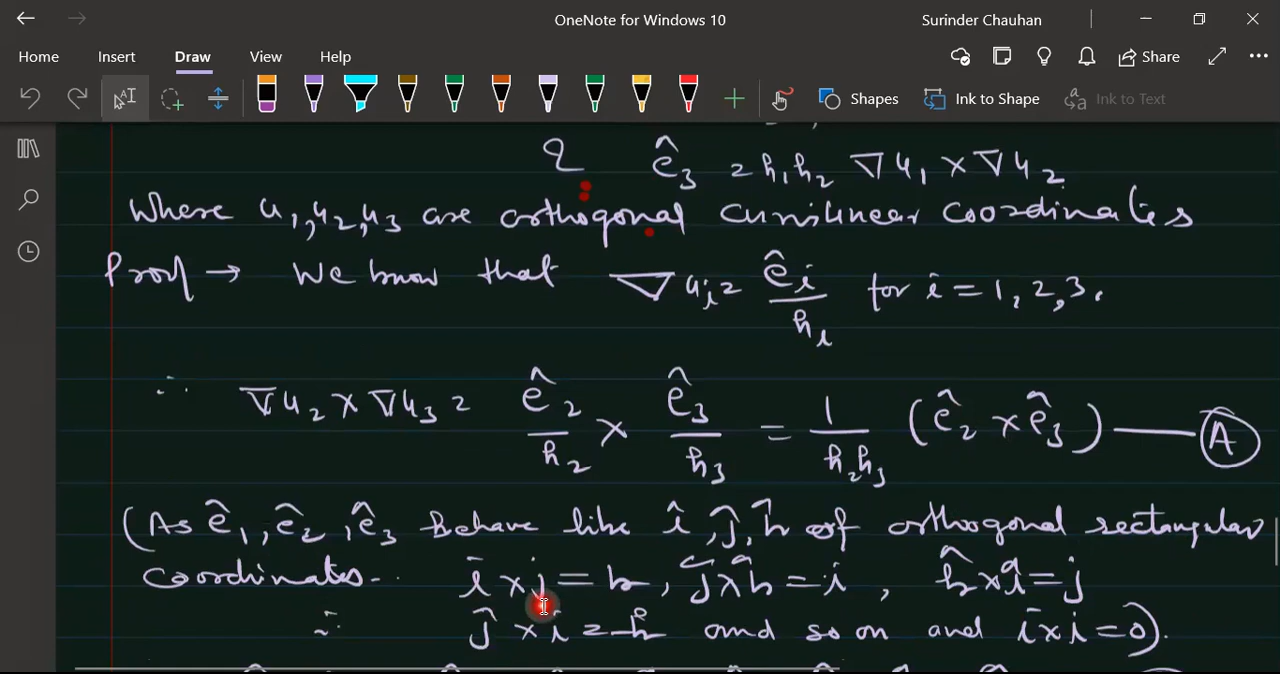 OneNote for Windows 10
Surinder Chauhan
Home Insert Draw View Help
Share
Shapes
Ink to Shape
Ink to Text
& ê₃ = h₁h₂ ∇u₁ × ∇u₂
Where u₁, u₂, u₃ are orthogonal curvilinear coordinates
Proof → We know that ∇uᵢ = êᵢ/hᵢ for i = 1, 2, 3.
∴ ∇u₂ × ∇u₃ = ê₂/h₂ × ê₃/h₃ = 1/h₂h₃ (ê₂ × ê₃) — Ⓐ
(As ê₁, ê₂, ê₃ behave like î, ĵ, k̂ of orthogonal rectangular
coordinates. î × ĵ = k, ĵ × k̂ = i, k̂ × î = j
∴ ĵ × i = -k̂ and so on and i × i = 0).